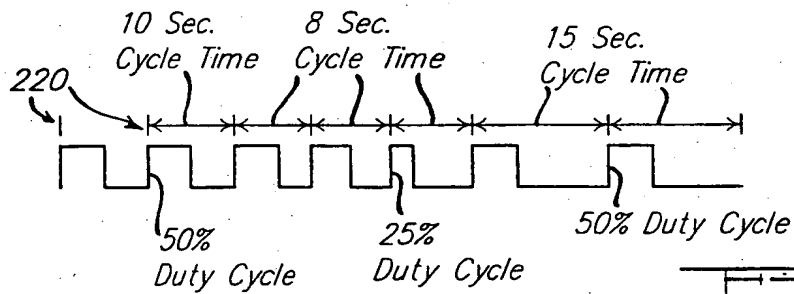 10 Sec.
Cycle Time
8 Sec.
Cycle Time
15 Sec.
Cycle Time
220
50%
Duty Cycle
25%
Duty Cycle
50% Duty Cycle